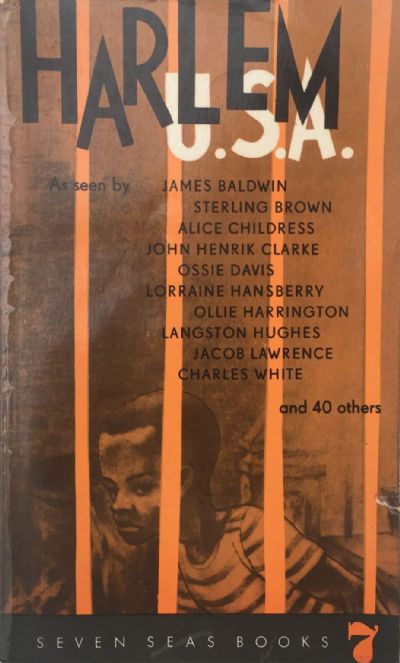 HARLEM
U.S.A.
As seen by JAMES BALDWIN
STERLING BROWN
ALICE CHILDRESS
JOHN HENRIK CLARKE
OSSIE DAVIS
LORRAINE HANSBERRY
OLLIE HARRINGTON
LANGSTON HUGHES
JACOB LAWRENCE
CHARLES WHITE
and 40 others
SEVEN SEAS BOOKS 7